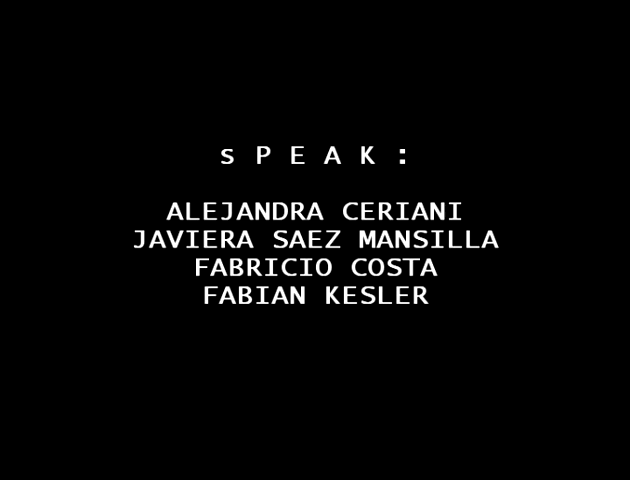 s P E A K :
ALEJANDRA CERIANI
JAVIERA SAEZ MANSILLA
FABRICIO COSTA
FABIAN KESLER